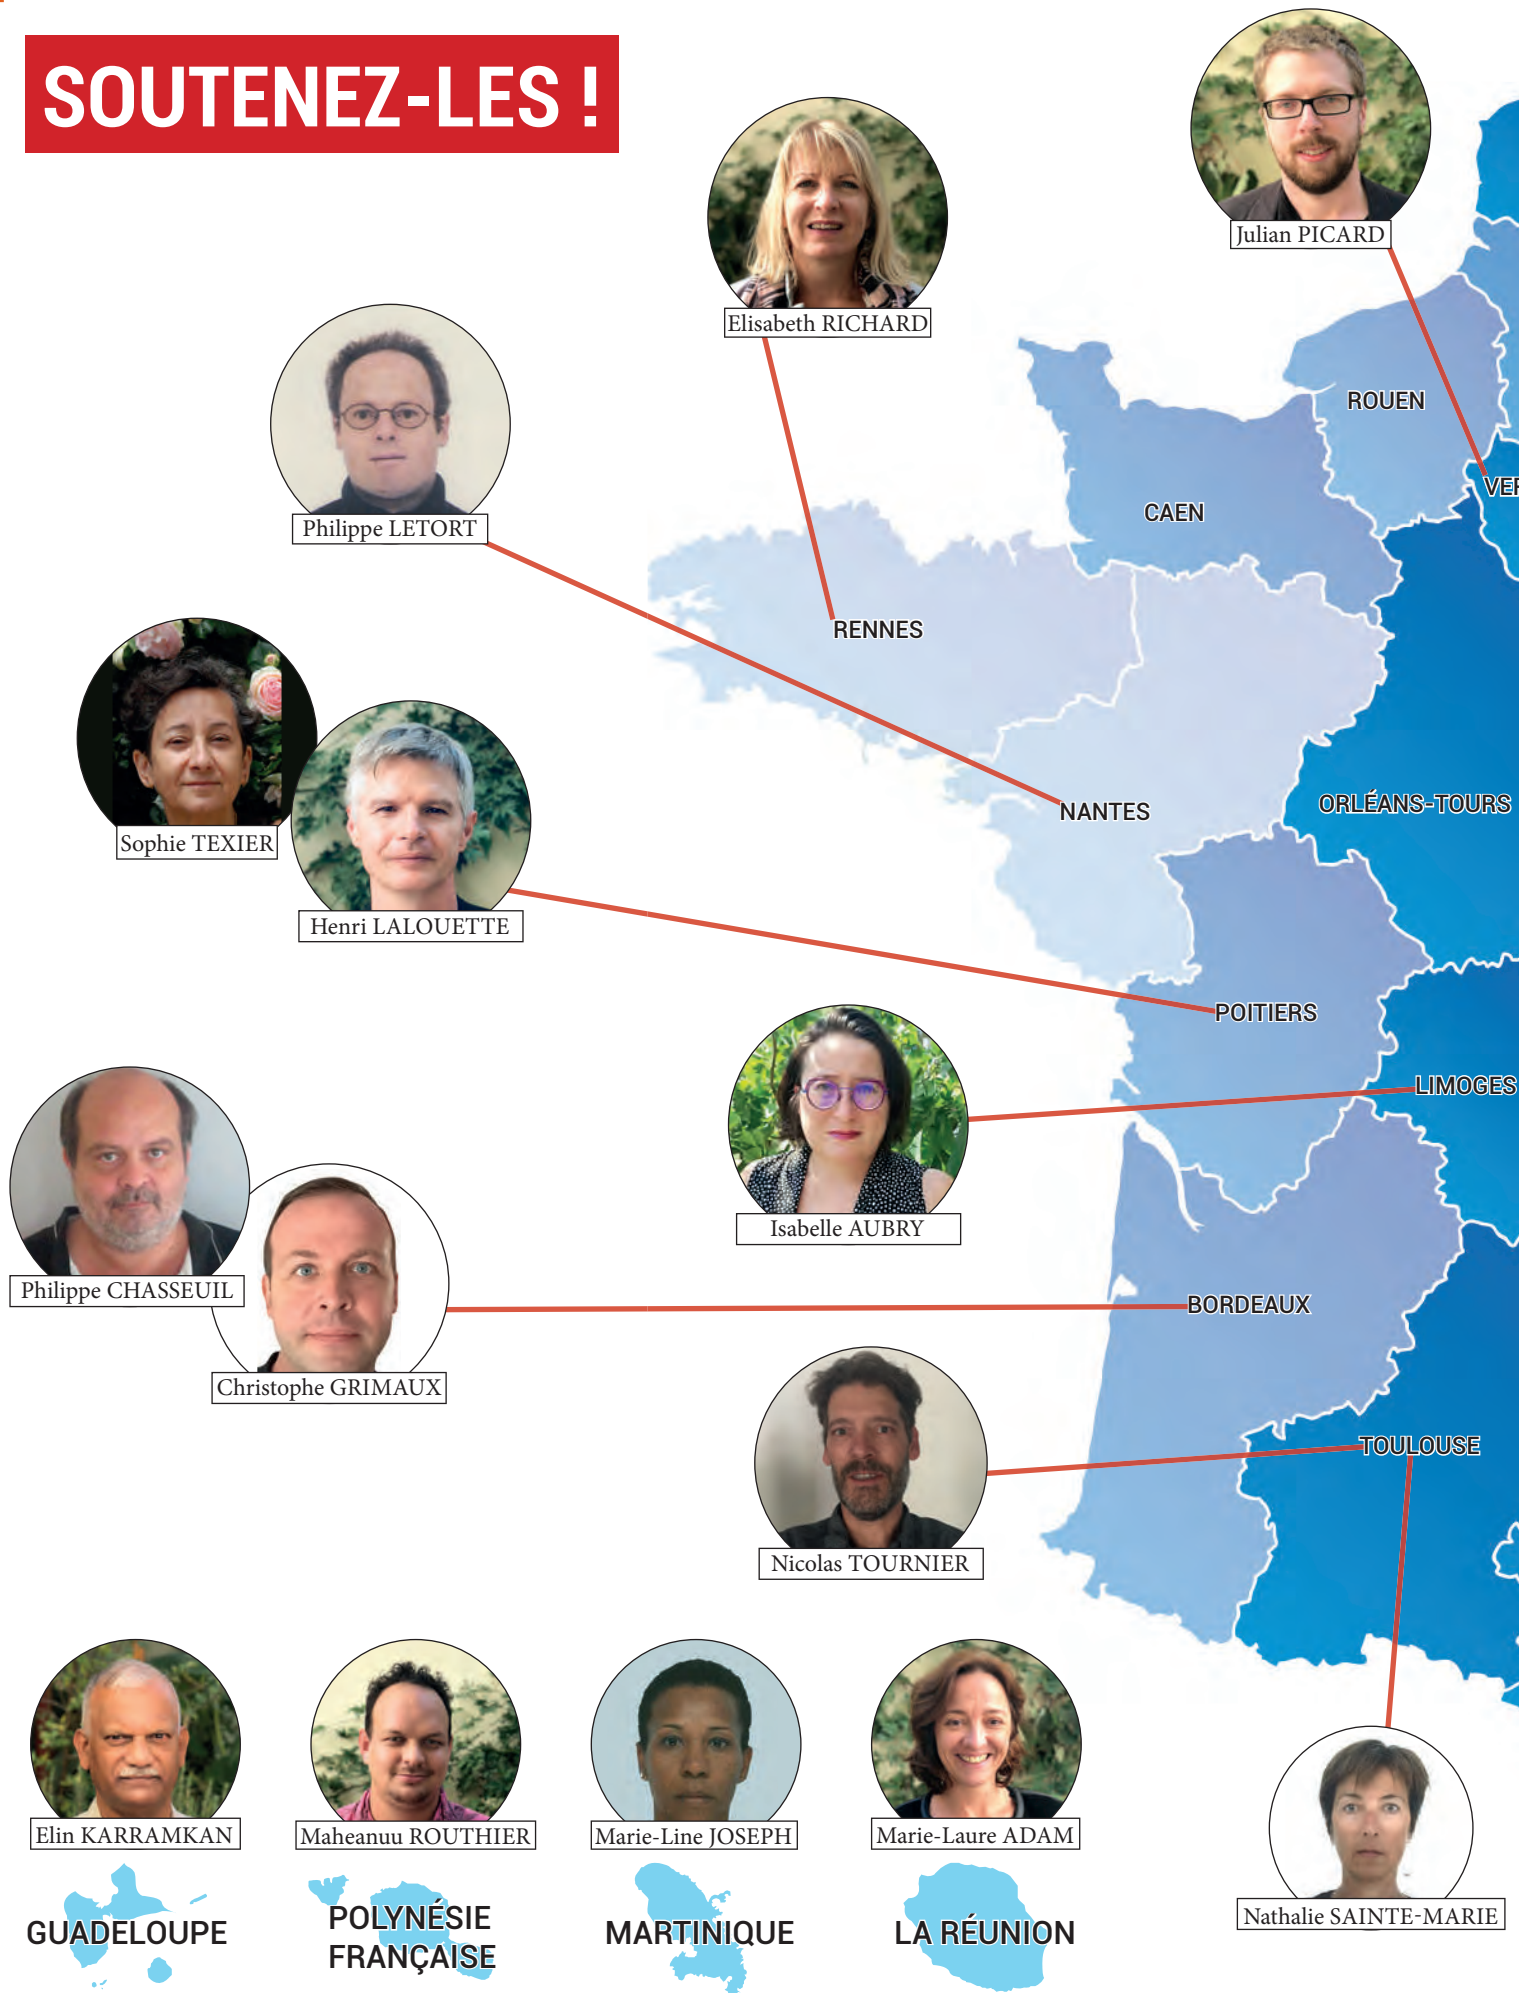 SOUTENEZ-LES !
Julian PICARD
Elisabeth RICHARD
ROUEN
VER
Philippe LETORT
CAEN
RENNES
Sophie TEXIER
NANTES
ORLÉANS-TOURS
Henri LALOUETTE
POITIERS
LIMOGES
Isabelle AUBRY
Philippe CHASSEUIL
BORDEAUX
Christophe GRIMAUX
TOULOUSE
Nicolas TOURNIER
Elin KARRAMKAN
Maheanuu ROUTHIER
Marie-Line JOSEPH
Marie-Laure ADAM
Nathalie SAINTE-MARIE
GUADELOUPE
POLYNÉSIE
FRANÇAISE
MARTINIQUE
LA RÉUNION